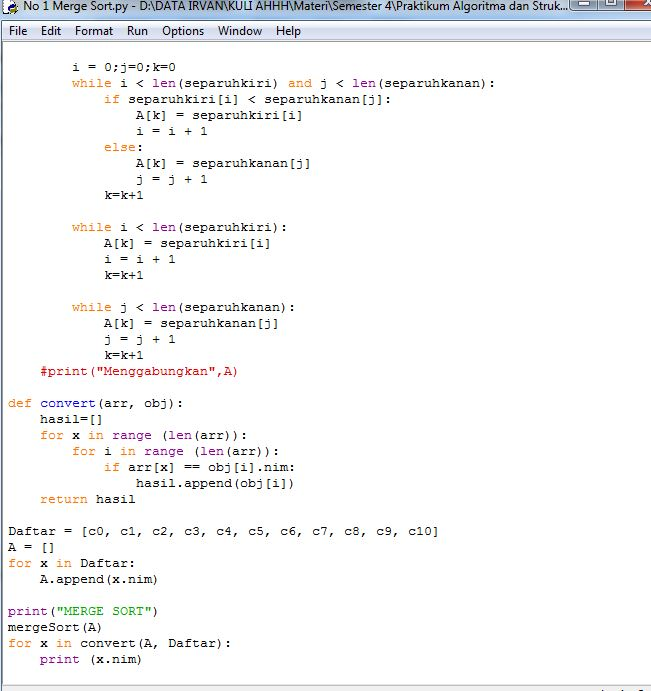 No 1 Merge Sort.py - D:\DATA IRVAN\KULI AHHH\Materi\Semester 4\Praktikum Algoritma dan Struk...
File Edit Format Run Options Window Help
        i = 0;j=0;k=0
        while i < len(separuhkiri) and j < len(separuhkanan):
            if separuhkiri[i] < separuhkanan[j]:
                A[k] = separuhkiri[i]
                i = i + 1
            else:
                A[k] = separuhkanan[j]
                j = j + 1
            k=k+1

        while i < len(separuhkiri):
            A[k] = separuhkiri[i]
            i = i + 1
            k=k+1

        while j < len(separuhkanan):
            A[k] = separuhkanan[j]
            j = j + 1
            k=k+1
    #print("Menggabungkan",A)

def convert(arr, obj):
    hasil=[]
    for x in range (len(arr)):
        for i in range (len(arr)):
            if arr[x] == obj[i].nim:
                hasil.append(obj[i])
    return hasil

Daftar = [c0, c1, c2, c3, c4, c5, c6, c7, c8, c9, c10]
A = []
for x in Daftar:
    A.append(x.nim)

print("MERGE SORT")
mergeSort(A)
for x in convert(A, Daftar):
    print (x.nim)